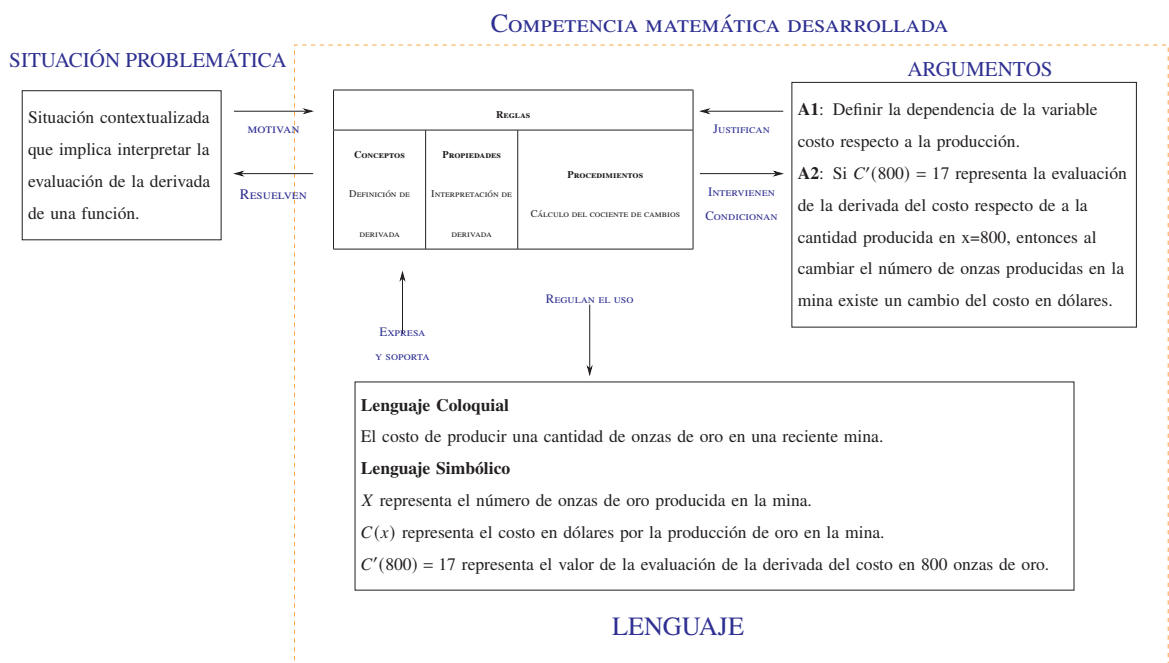 Competencia matemática desarrollada
SITUACIÓN PROBLEMÁTICA
Situación contextualizada
que implica interpretar la
evaluación de la derivada
de una función.
motivan
Resuelven
Reglas
Conceptos
Definición de
derivada
Propiedades
Interpretación de
derivada
Procedimientos
Cálculo del cociente de cambios
Justifican
Intervienen
Condicionan
ARGUMENTOS
A1: Definir la dependencia de la variable
costo respecto a la producción.
A2: Si C′(800) = 17 representa la evaluación
de la derivada del costo respecto de a la
cantidad producida en x=800, entonces al
cambiar el número de onzas producidas en la
mina existe un cambio del costo en dólares.
Expresa
y soporta
Regulan el uso
Lenguaje Coloquial
El costo de producir una cantidad de onzas de oro en una reciente mina.
Lenguaje Simbólico
X representa el número de onzas de oro producida en la mina.
C(x) representa el costo en dólares por la producción de oro en la mina.
C′(800) = 17 representa el valor de la evaluación de la derivada del costo en 800 onzas de oro.
LENGUAJE